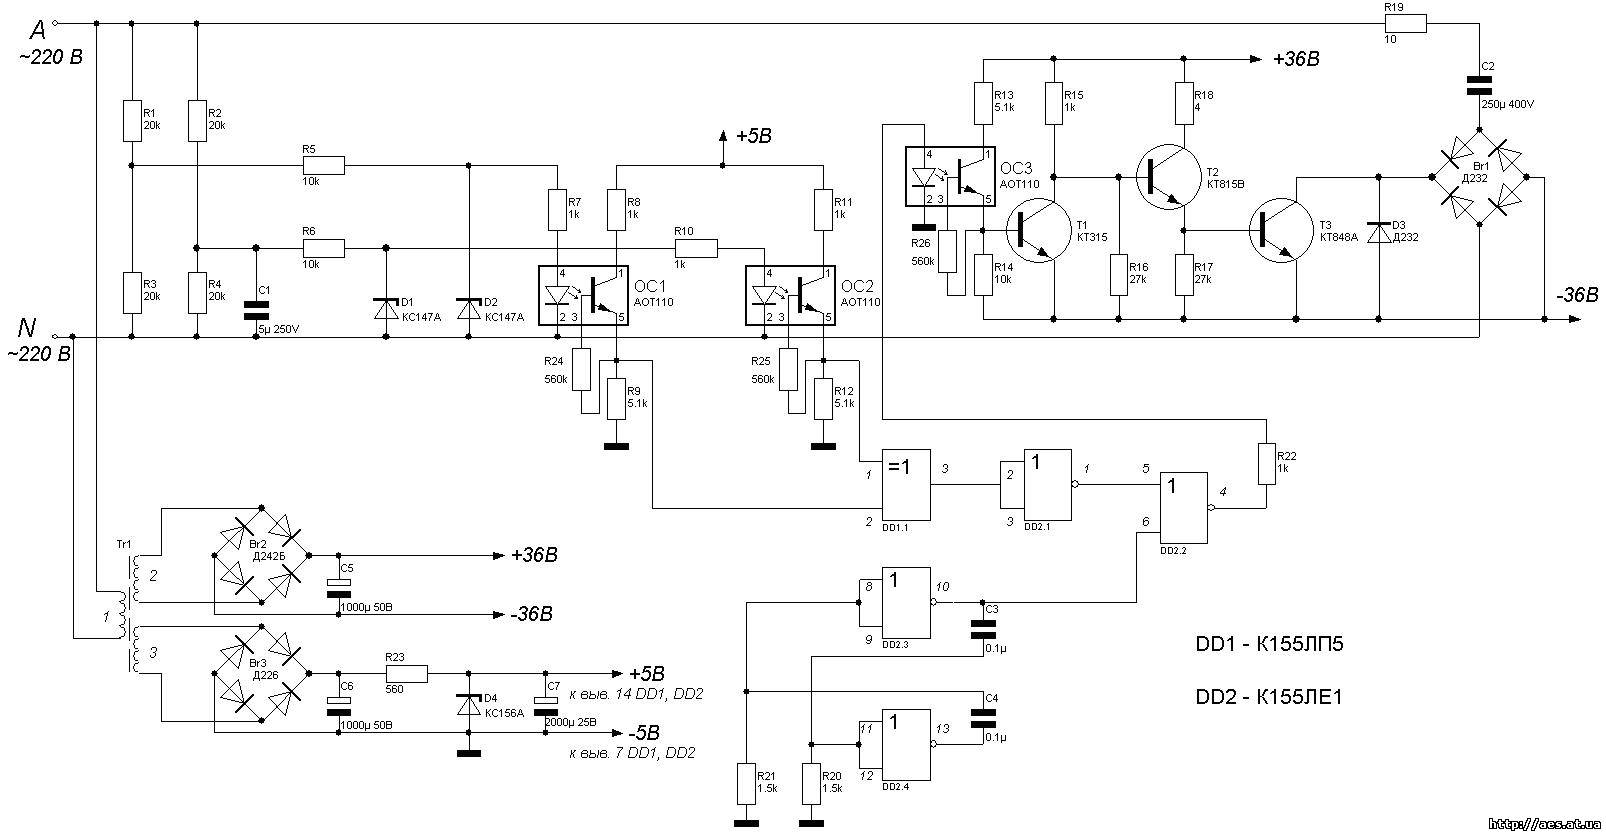 A
~220 В
R19
10
+36В
C2
250µ 400V
R1
20k
R2
20k
R13
5.1k
R15
1k
R18
4
+5В
R5
10k
4
1
OC3
АОТ110
2
3
5
T2
КТ815В
Br1
Д232
R7
1k
R8
1k
R11
1k
R6
10k
R10
1k
R26
560k
T1
КТ315
T3
КТ848А
D3
Д232
R3
20k
R4
20k
C1
5µ 250V
D1
КС147А
D2
КС147А
4
1
OC1
АОТ110
2
3
5
4
1
OC2
АОТ110
2
3
5
R14
10k
R16
27k
R17
27k
-36В
N
~220 В
R24
560k
R9
5.1k
R25
560k
R12
5.1k
=1
1
2
3
DD1.1
1
2
3
1
DD2.1
1
5
6
4
DD2.2
R22
1k
Tr1
1
2
3
Br2
Д242Б
C5
1000µ 50В
+36В
-36В
Br3
Д226
C6
1000µ 50В
R23
560
D4
КС156А
C7
2000µ 25В
+5В
к выв. 14 DD1, DD2
-5В
к выв. 7 DD1, DD2
1
8
9
10
DD2.3
C3
0.1µ
C4
0.1µ
1
11
12
13
DD2.4
R21
1.5k
R20
1.5k
DD1 - К155ЛП5
DD2 - К155ЛЕ1
http://aes.at.ua